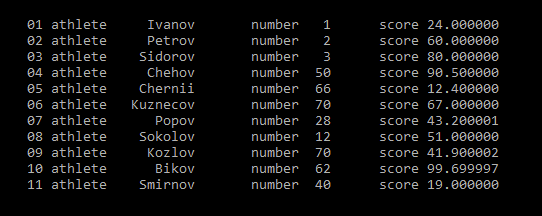 01 athlete Ivanov number 1 score 24.000000
02 athlete Petrov number 2 score 60.000000
03 athlete Sidorov number 3 score 80.000000
04 athlete Chehov number 50 score 90.500000
05 athlete Chernii number 66 score 12.400000
06 athlete Kuznecov number 70 score 67.000000
07 athlete Popov number 28 score 43.200001
08 athlete Sokolov number 12 score 51.000000
09 athlete Kozlov number 70 score 41.900002
10 athlete Bikov number 62 score 99.699997
11 athlete Smirnov number 40 score 19.000000